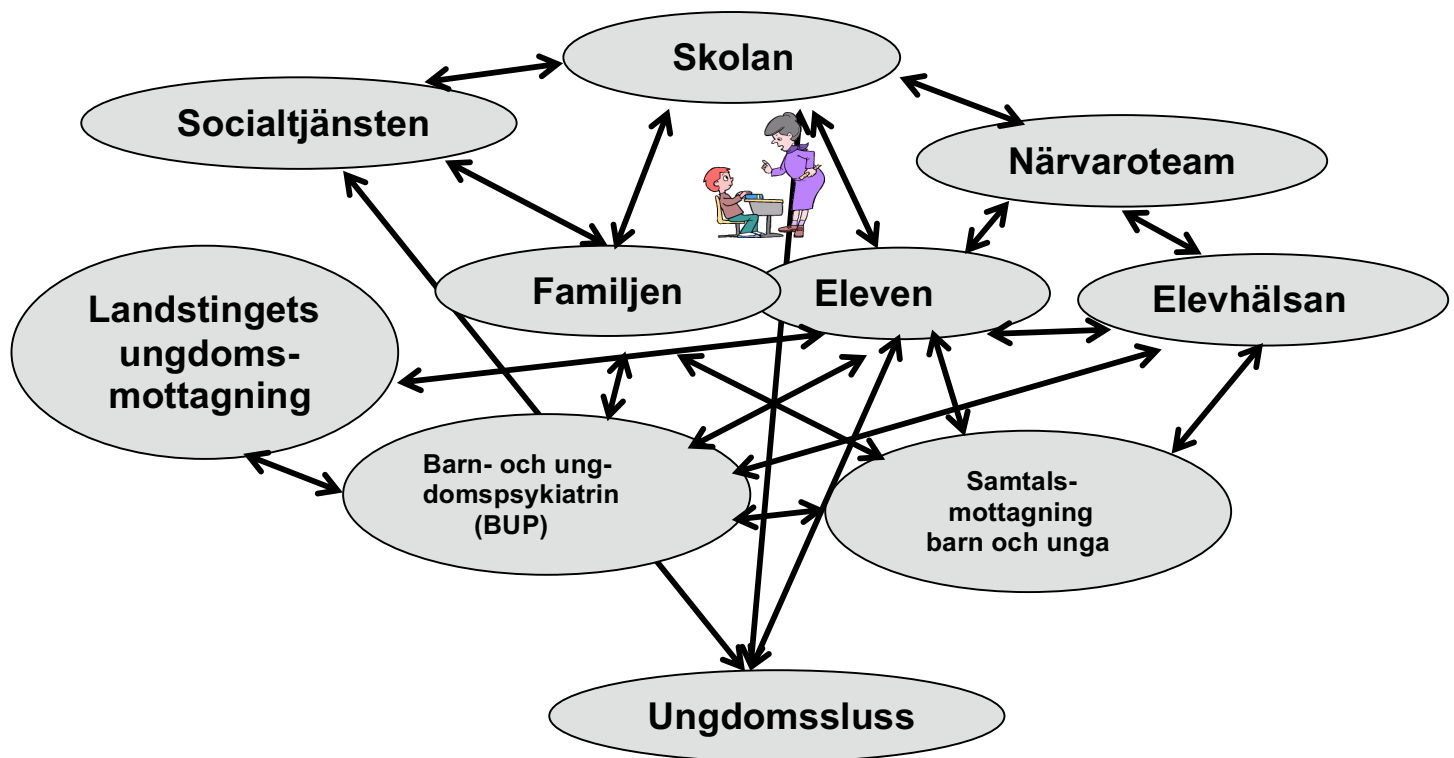 Skolan
Socialtjänsten
Närvaroteam
Familjen
Eleven
Elevhälsan
Landstingets
ungdoms-
mottagning
Barn- och ung-
domspsykiatrin
(BUP)
Samtals-
mottagning
barn och unga
Ungdomssluss